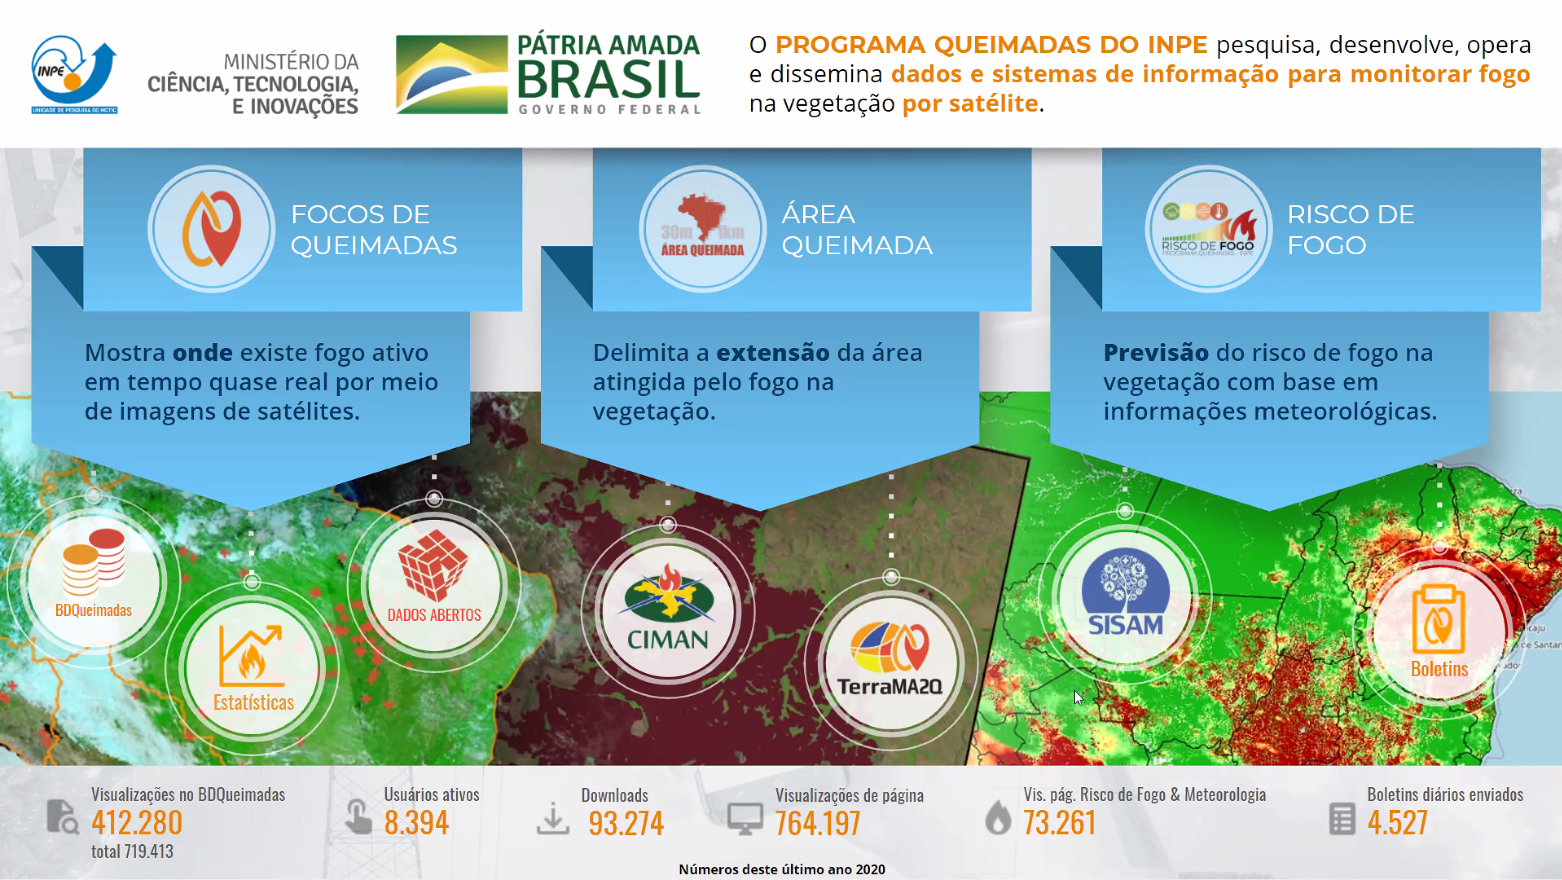 INPE
UNIDADE DE PESQUISA DO MCTIC
MINISTÉRIO DA
CIÊNCIA, TECNOLOGIA,
E INOVAÇÕES
PÁTRIA AMADA
BRASIL
GOVERNO FEDERAL
O PROGRAMA QUEIMADAS DO INPE pesquisa, desenvolve, opera
e dissemina dados e sistemas de informação para monitorar fogo
na vegetação por satélite.
FOCOS DE
QUEIMADAS
Mostra onde existe fogo ativo
em tempo quase real por meio
de imagens de satélites.
30m 1km
ÁREA QUEIMADA
ÁREA
QUEIMADA
Delimita a extensão da área
atingida pelo fogo na
vegetação.
RISCO DE FOGO
PROGRAMA QUEIMADAS - INPE
RISCO DE
FOGO
Previsão do risco de fogo na
vegetação com base em
informações meteorológicas.
BDQueimadas
Estatísticas
DADOS ABERTOS
CIMAN
TerraMA2Q
SISAM
Boletins
Visualizações no BDQueimadas
412.280
total 719.413
Usuários ativos
8.394
Downloads
93.274
Visualizações de página
764.197
Vis. pág. Risco de Fogo & Meteorologia
73.261
Boletins diários enviados
4.527
Números deste último ano 2020